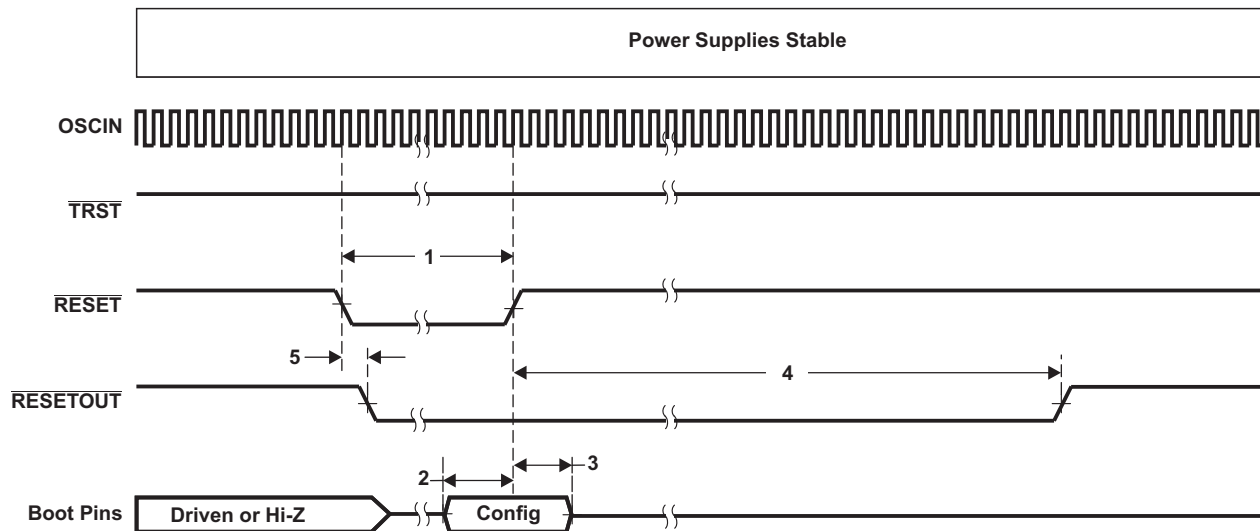 Power Supplies Stable
OSCIN
TRST
1
RESET
5
4
RESETOUT
2
3
Boot Pins
Driven or Hi-Z
Config